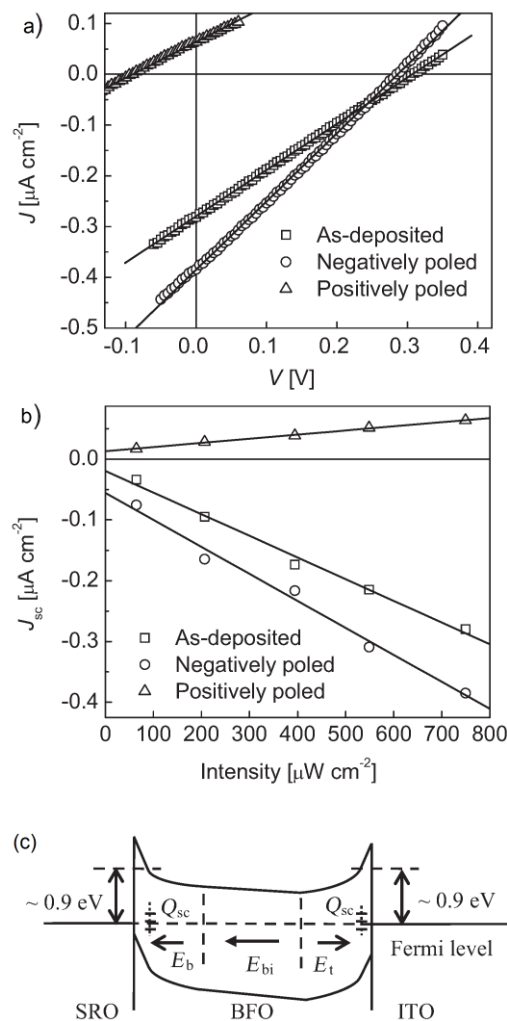 a)
0.1
0.0
-0.1
-0.2
-0.3
-0.4
-0.5
J [μA cm⁻²]
As-deposited
Negatively poled
Positively poled
-0.1 0.0 0.1 0.2 0.3 0.4
V [V]
b)
0.0
-0.1
-0.2
-0.3
-0.4
Jsc [μA cm⁻²]
As-deposited
Negatively poled
Positively poled
0 100 200 300 400 500 600 700 800
Intensity [μW cm⁻²]
(c)
~ 0.9 eV
Qsc
Qsc
~ 0.9 eV
Fermi level
Eb
Ebi
Et
SRO BFO ITO